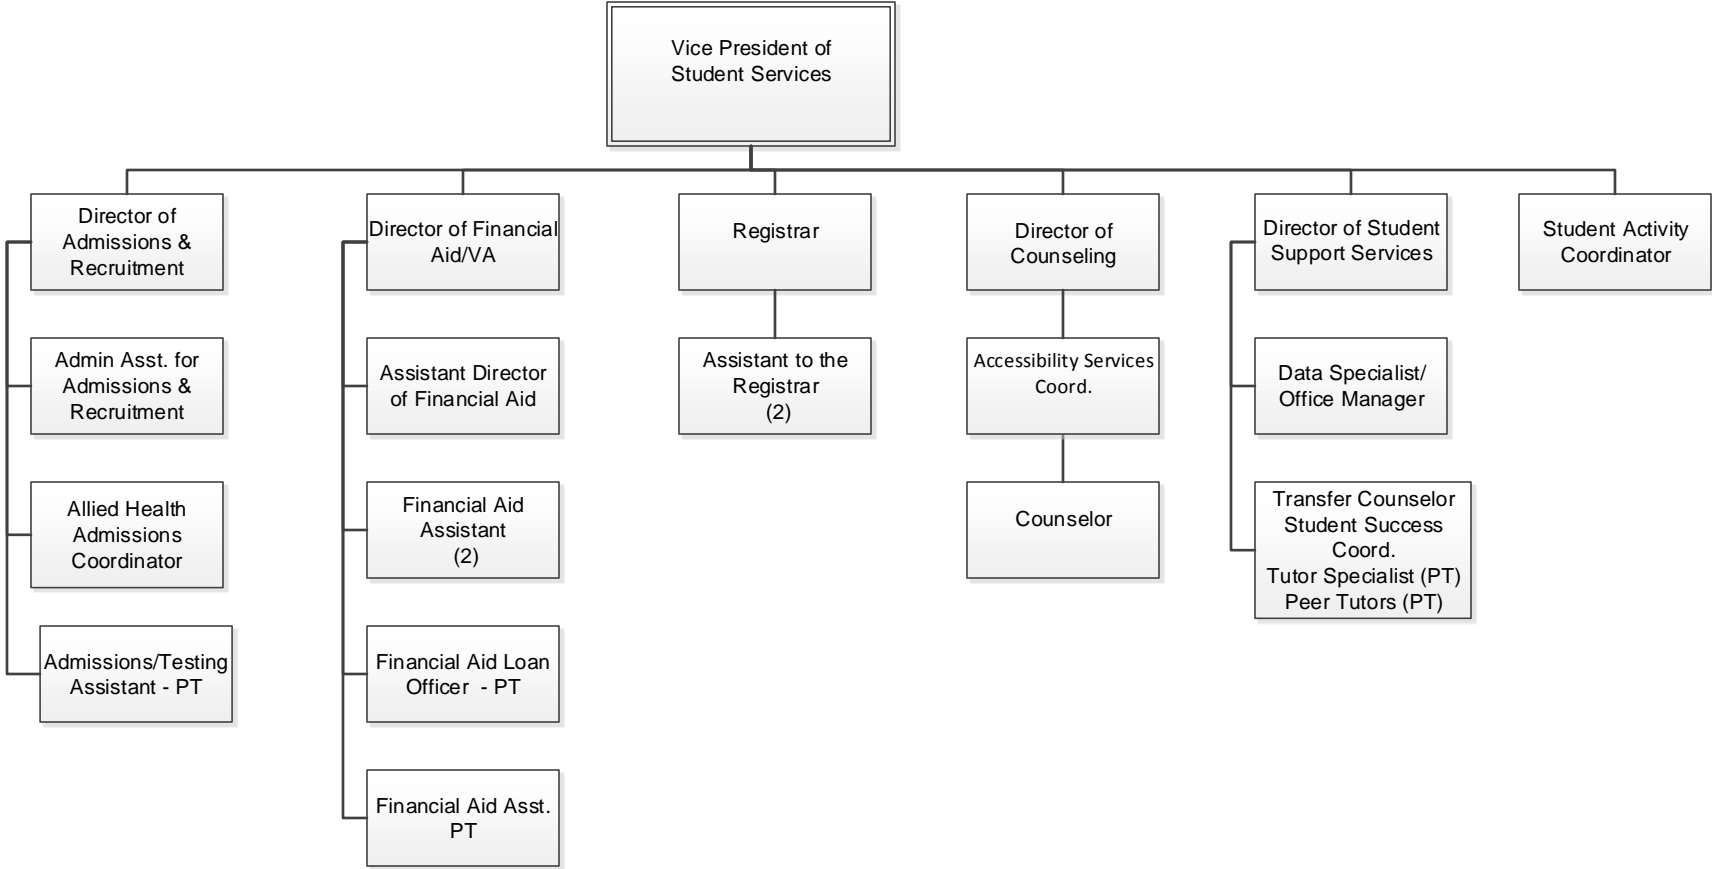 Vice President of
Student Services
Director of
Admissions &
Recruitment
Director of Financial
Aid/VA
Registrar
Director of
Counseling
Director of Student
Support Services
Student Activity
Coordinator
Admin Asst. for
Admissions &
Recruitment
Assistant Director
of Financial Aid
Assistant to the
Registrar
(2)
Accessibility Services
Coord.
Data Specialist/
Office Manager
Allied Health
Admissions
Coordinator
Financial Aid
Assistant
(2)
Counselor
Transfer Counselor
Student Success
Coord.
Tutor Specialist (PT)
Peer Tutors (PT)
Admissions/Testing
Assistant - PT
Financial Aid Loan
Officer - PT
Financial Aid Asst.
PT